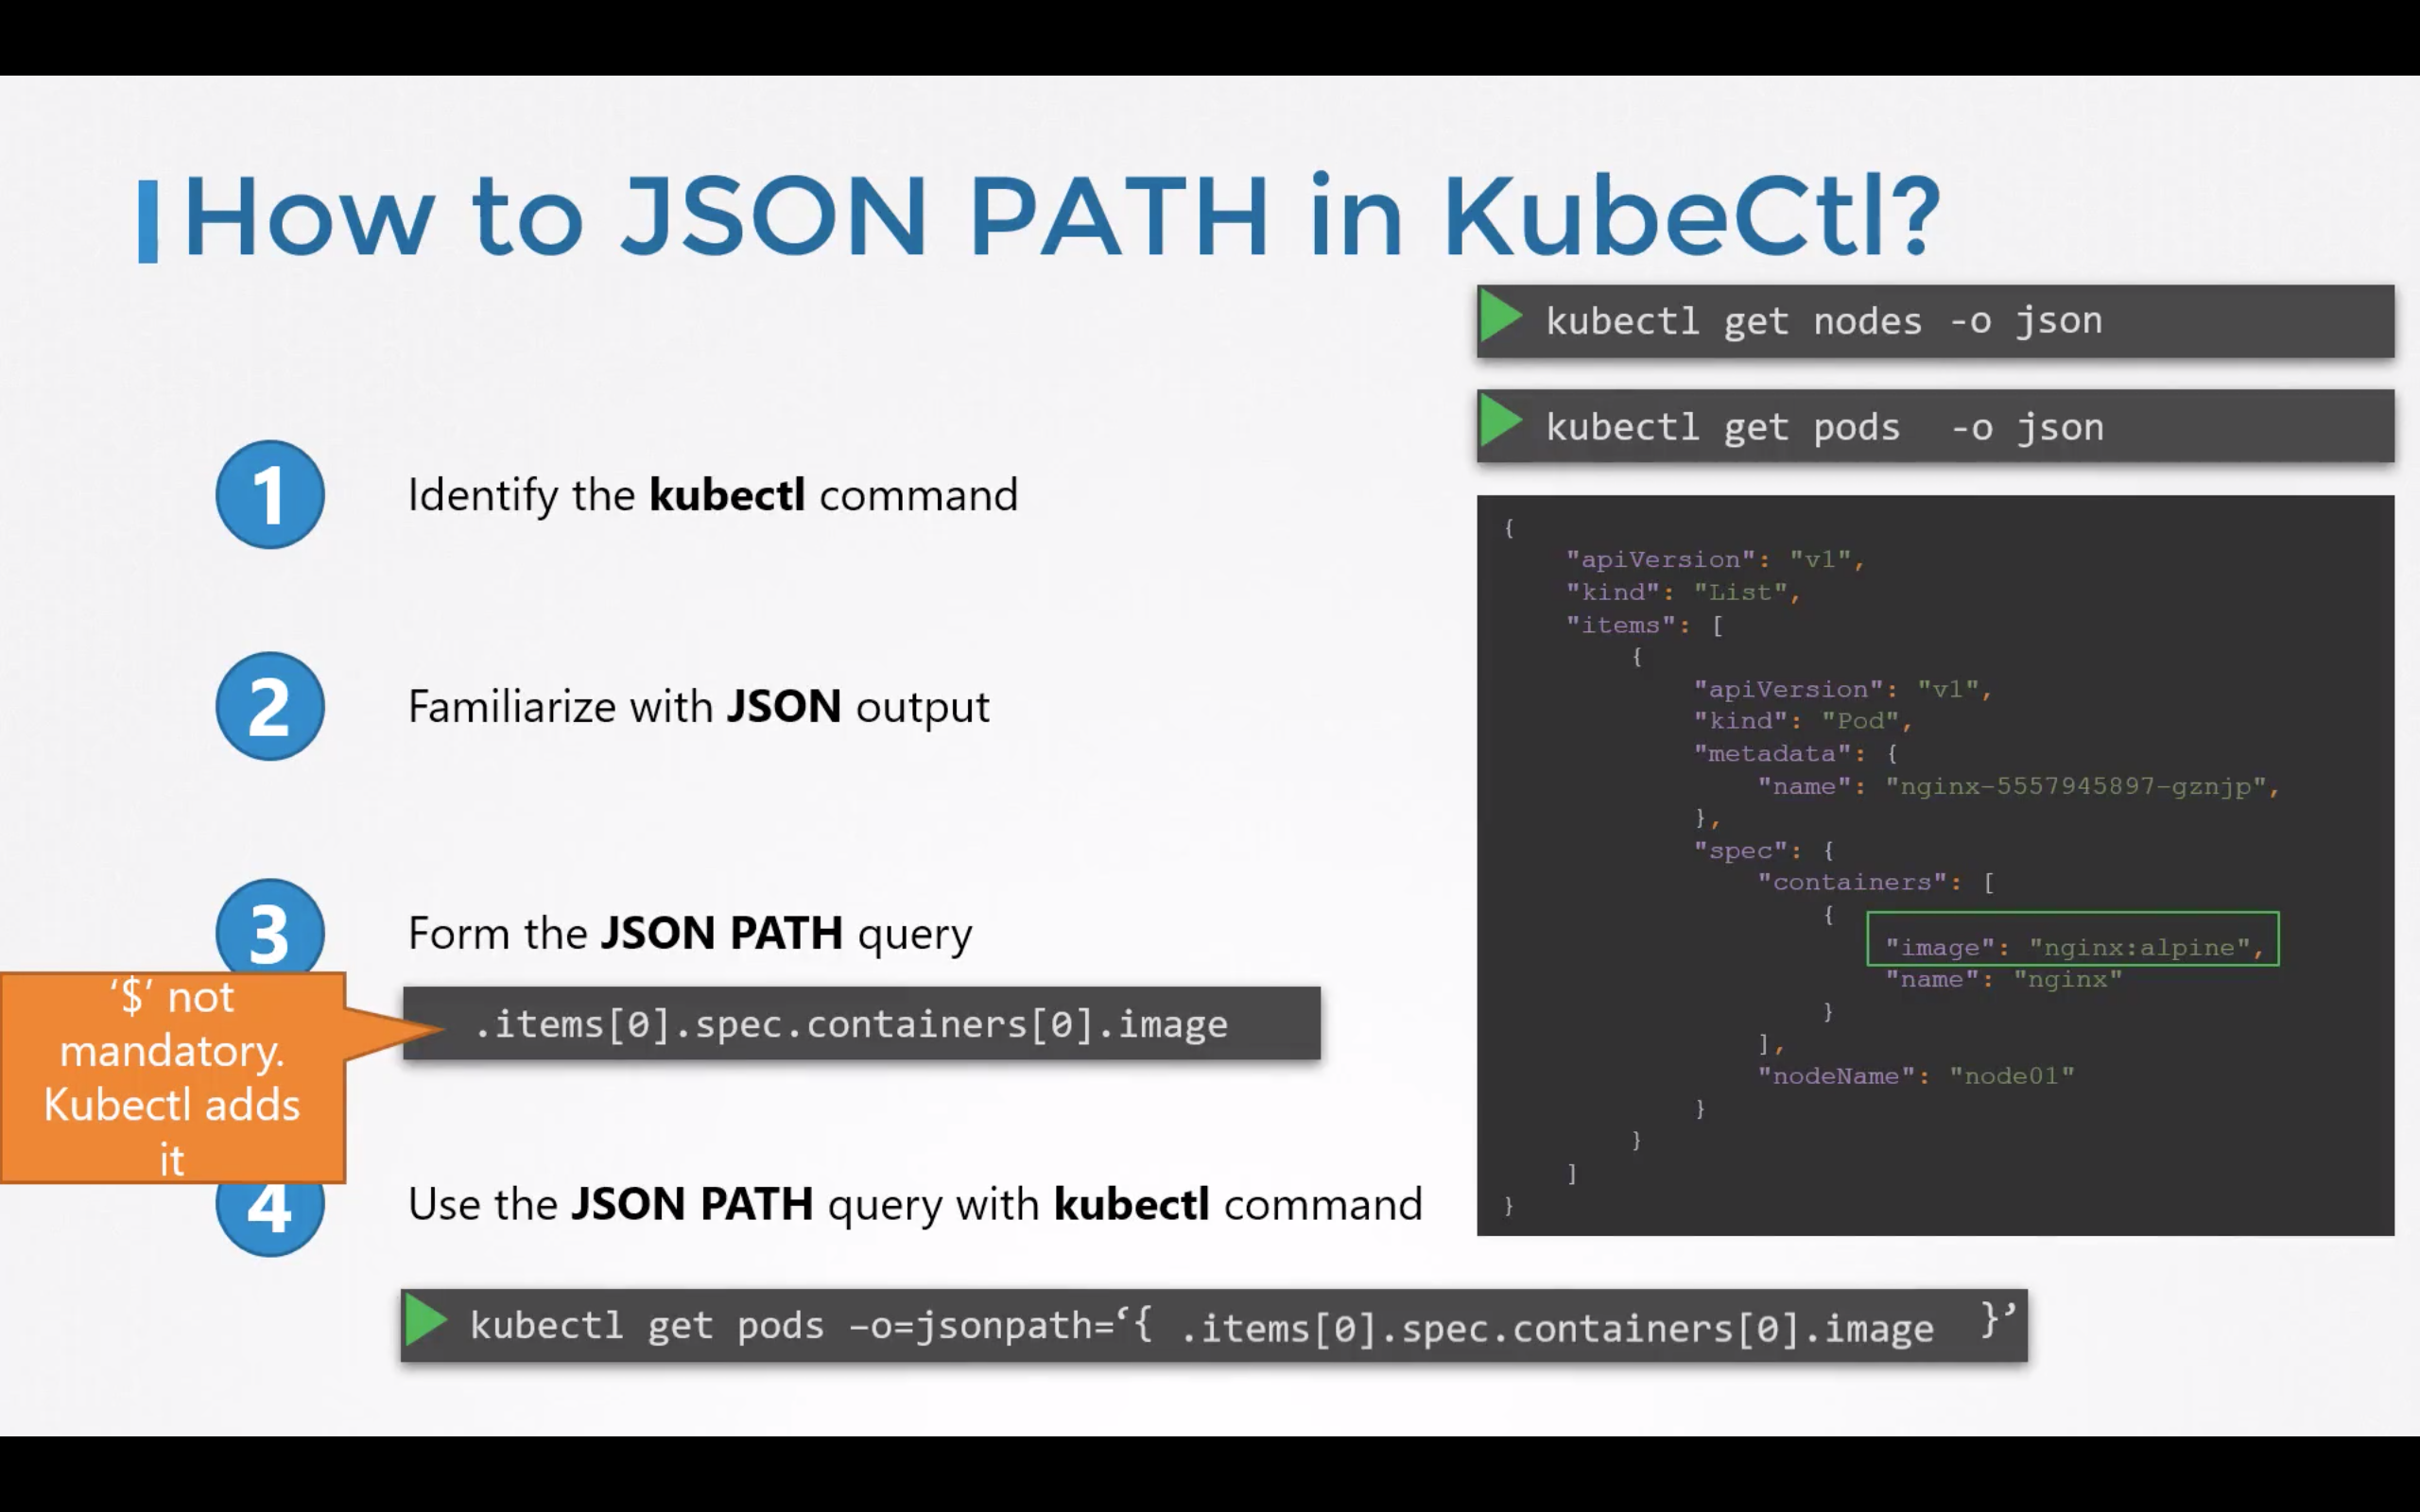 How to JSON PATH in KubeCtl?
kubectl get nodes -o json
kubectl get pods  -o json
1
Identify the kubectl command
2
Familiarize with JSON output
3
Form the JSON PATH query
‘$’ not
mandatory.
Kubectl adds
it
.items[0].spec.containers[0].image
4
Use the JSON PATH query with kubectl command
kubectl get pods –o=jsonpath=‘{ .items[0].spec.containers[0].image }’
{
"apiVersion": "v1",
"kind": "List",
"items": [
{
"apiVersion": "v1",
"kind": "Pod",
"metadata": {
"name": "nginx-5557945897-gznjp",
},
"spec": {
"containers": [
{
"image": "nginx:alpine",
"name": "nginx"
}
],
"nodeName": "node01"
}
}
]
}